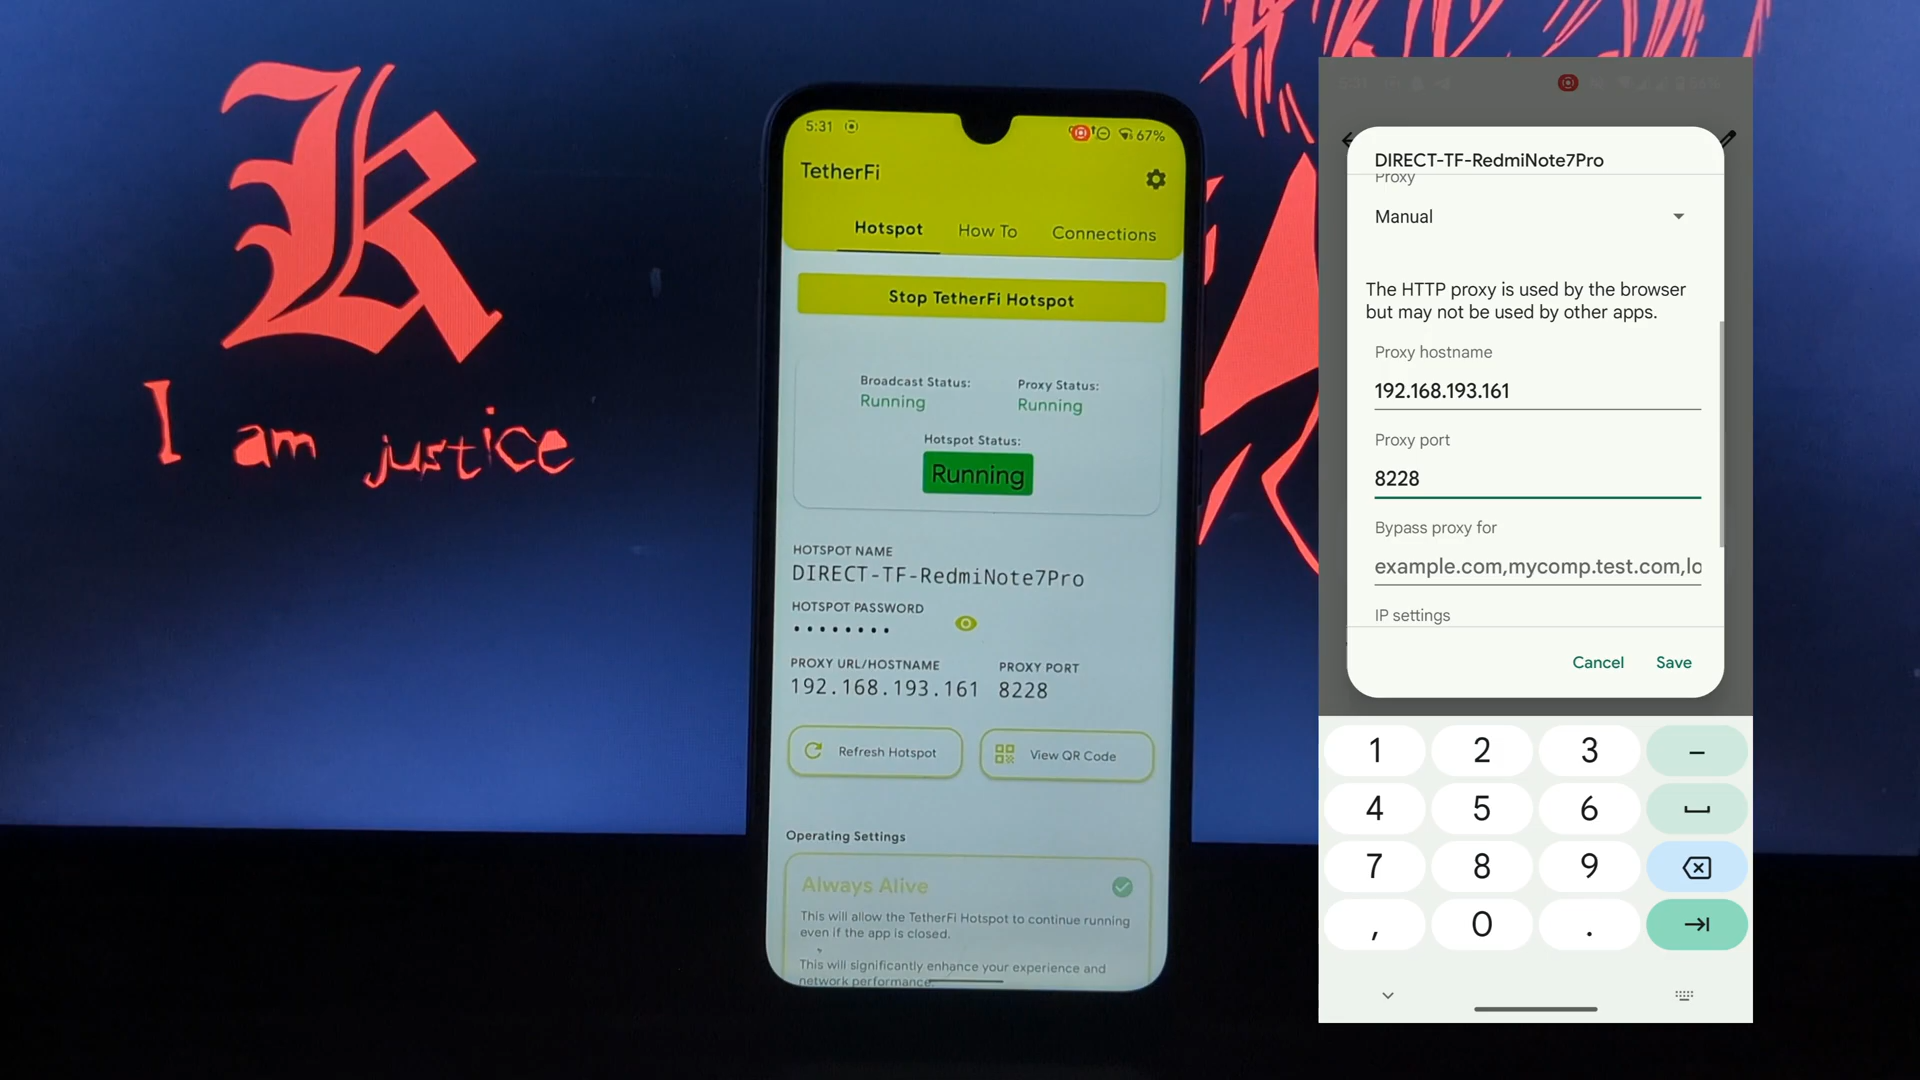 K
I am justice
5:31
67%
TetherFi
Hotspot
How To
Connections
Stop TetherFi Hotspot
Broadcast Status:
Running
Proxy Status:
Running
Hotspot Status:
Running
HOTSPOT NAME
DIRECT-TF-RedmiNote7Pro
HOTSPOT PASSWORD
••••••••
PROXY URL/HOSTNAME
192.168.193.161
PROXY PORT
8228
Refresh Hotspot
View QR Code
Operating Settings
Always Alive
This will allow the TetherFi Hotspot to continue running
even if the app is closed.
This will significantly enhance your experience and
network performance.
DIRECT-TF-RedmiNote7Pro
Proxy
Manual
The HTTP proxy is used by the browser
but may not be used by other apps.
Proxy hostname
192.168.193.161
Proxy port
8228
Bypass proxy for
example.com,mycomp.test.com,lo
IP settings
Cancel
Save
1 2 3 –
4 5 6
7 8 9
, 0 .